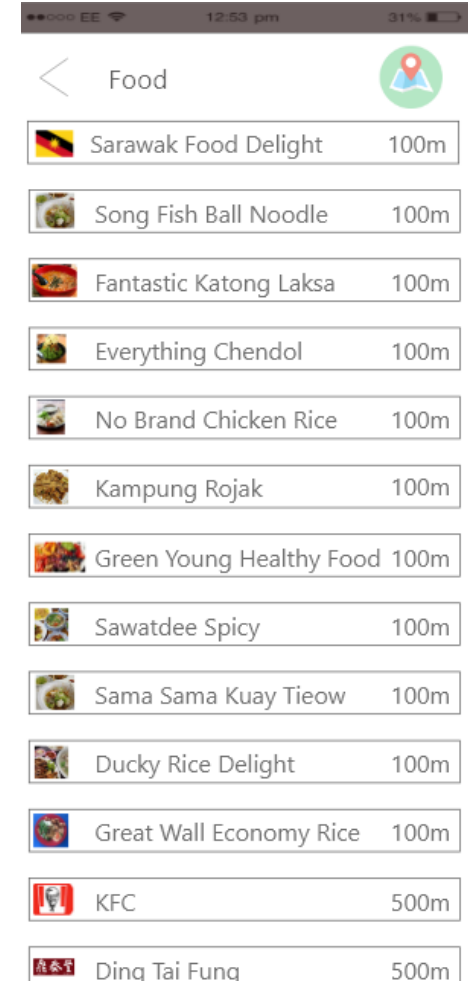 EE 12:53 pm 31%
Food
Sarawak Food Delight 100m
Song Fish Ball Noodle 100m
Fantastic Katong Laksa 100m
Everything Chendol 100m
No Brand Chicken Rice 100m
Kampung Rojak 100m
Green Young Healthy Food 100m
Sawatdee Spicy 100m
Sama Sama Kuay Tieow 100m
Ducky Rice Delight 100m
Great Wall Economy Rice 100m
KFC 500m
鼎泰豐 Ding Tai Fung 500m